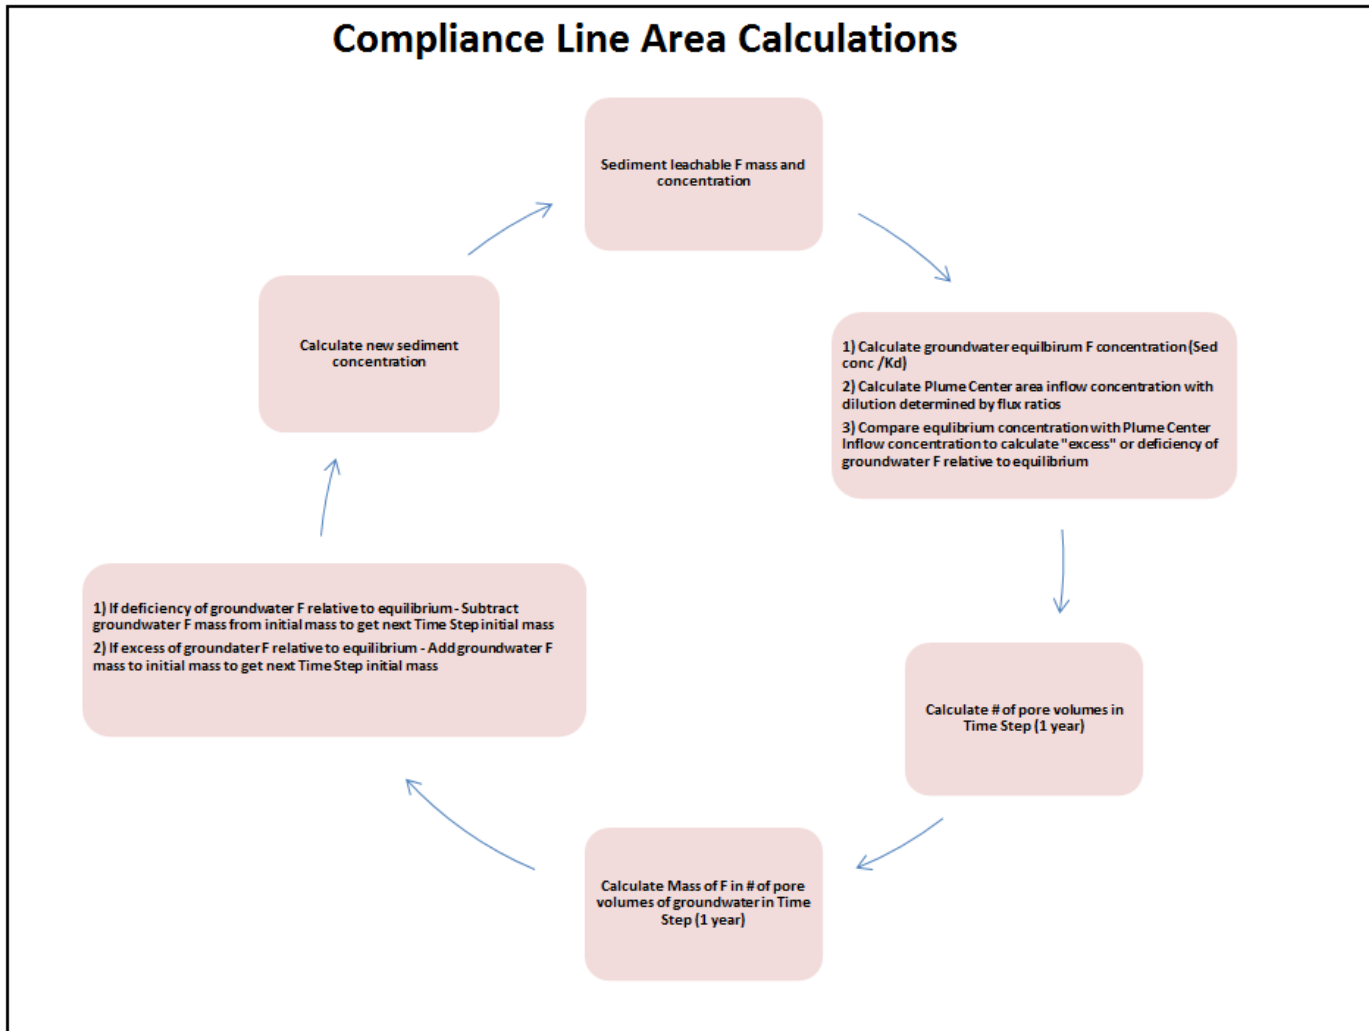 Compliance Line Area Calculations
Sediment leachable F mass and
concentration
1) Calculate groundwater equilbirum F concentration (Sed
conc /Kd)
2) Calculate Plume Center area inflow concentration with
dilution determined by flux ratios
3) Compare equlibrium concentration with Plume Center
Inflow concentration to calculate "excess" or deficiency of
groundwater F relative to equilibrium
Calculate # of pore volumes in
Time Step (1 year)
Calculate Mass of F in # of pore
volumes of groundwater in Time
Step (1 year)
1) If deficiency of groundwater F relative to equilibrium - Subtract
groundwater F mass from initial mass to get next Time Step initial mass
2) If excess of groundater F relative to equilibrium - Add groundwater F
mass to initial mass to get next Time Step initial mass
Calculate new sediment
concentration